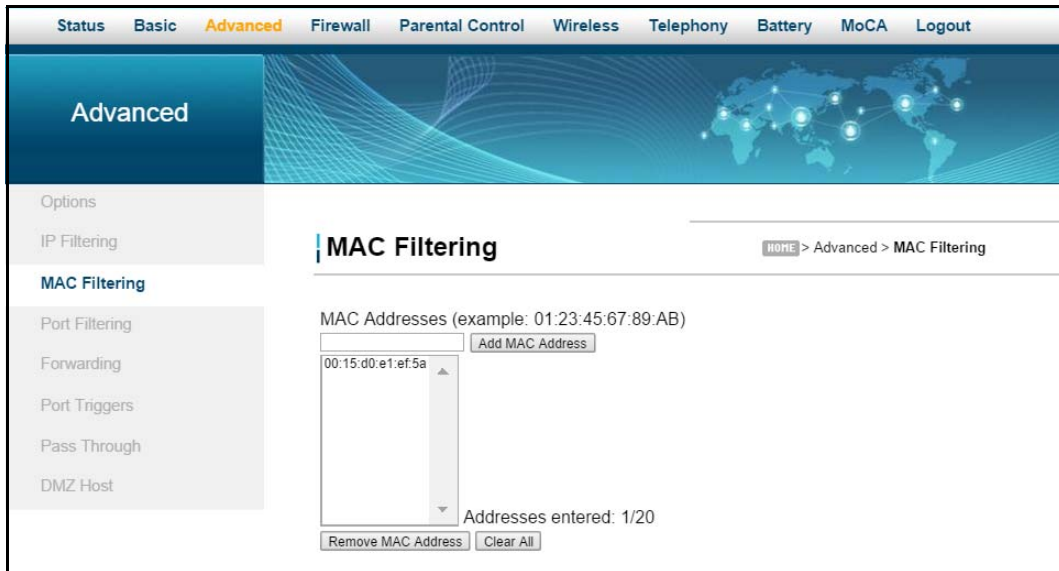 Status Basic Advanced Firewall Parental Control Wireless Telephony Battery MoCA Logout
Advanced
Options
IP Filtering
MAC Filtering
Port Filtering
Forwarding
Port Triggers
Pass Through
DMZ Host
MAC Filtering
HOME > Advanced > MAC Filtering
MAC Addresses (example: 01:23:45:67:89:AB)
Add MAC Address
00:15:d0:e1:ef:5a
Addresses entered: 1/20
Remove MAC Address Clear All